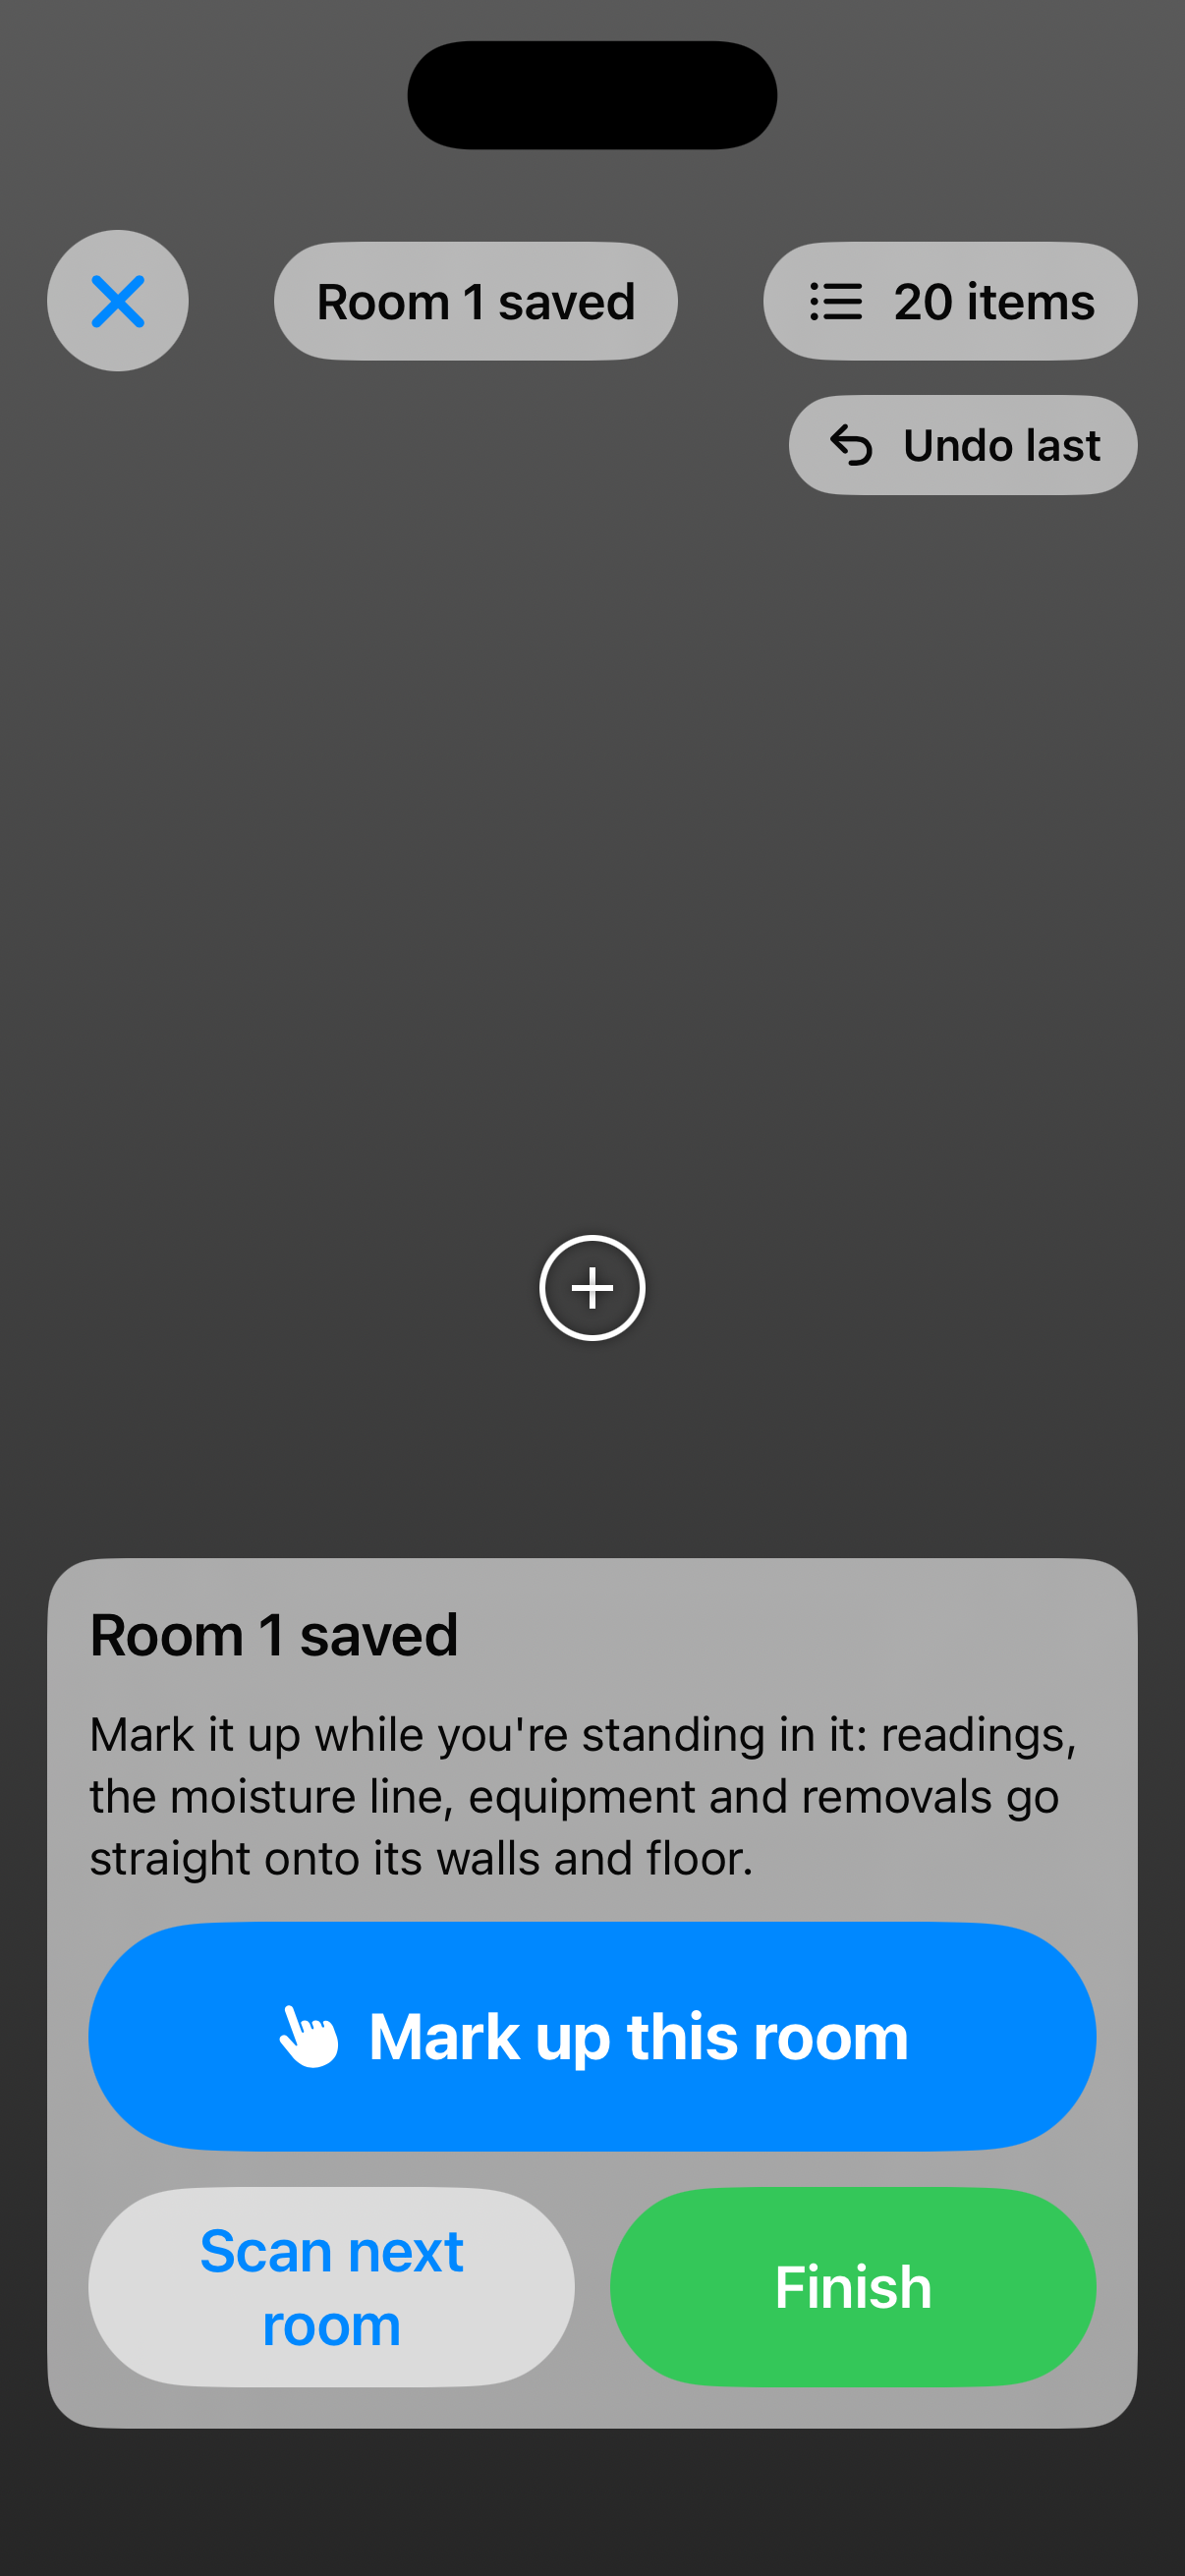 Room 1 saved
20 items
Undo last
Room 1 saved
Mark it up while you're standing in it: readings,
the moisture line, equipment and removals go
straight onto its walls and floor.
Mark up this room
Scan next
room
Finish